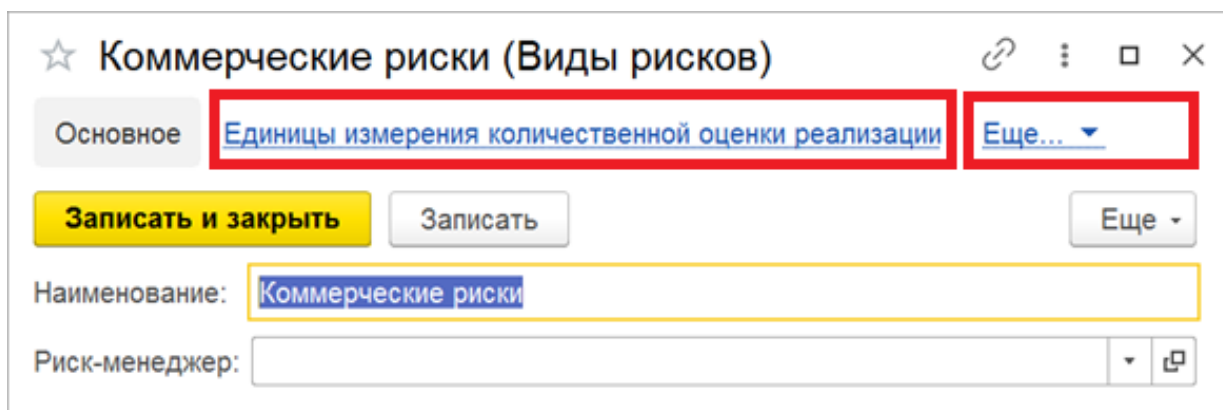 Коммерческие риски (Виды рисков)
Основное Единицы измерения количественной оценки реализации Еще...
Записать и закрыть Записать Еще
Наименование: Коммерческие риски
Риск-менеджер: